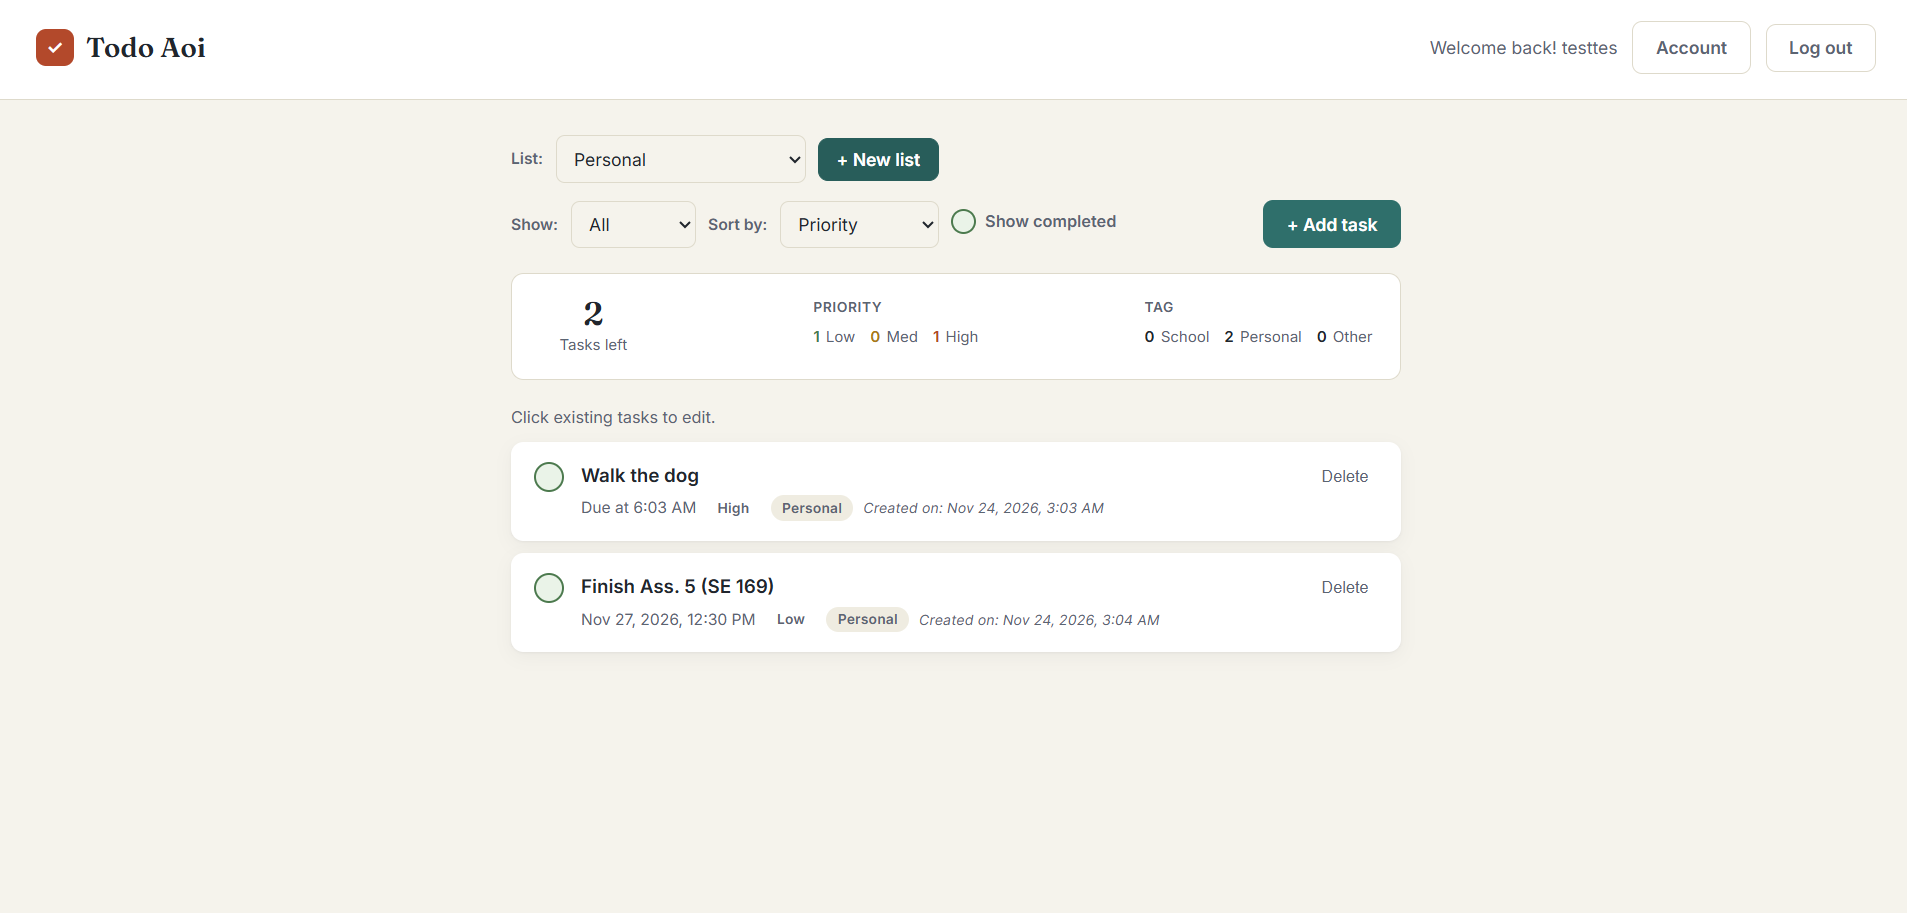 Todo Aoi
Welcome back! testtes
Account
Log out
List:
Personal
+ New list
Show:
All
Sort by:
Priority
Show completed
+ Add task
2
Tasks left
PRIORITY
1 Low 0 Med 1 High
TAG
0 School 2 Personal 0 Other
Click existing tasks to edit.
Walk the dog
Delete
Due at 6:03 AM High Personal Created on: Nov 24, 2026, 3:03 AM
Finish Ass. 5 (SE 169)
Delete
Nov 27, 2026, 12:30 PM Low Personal Created on: Nov 24, 2026, 3:04 AM